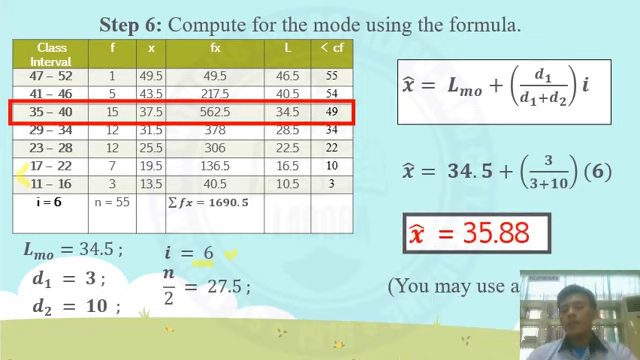 Step 6: Compute for the mode using the formula.
Class Interval f x fx L < cf
47 – 52 1 49.5 49.5 46.5 55
41 – 46 5 43.5 217.5 40.5 54
35 – 40 15 37.5 562.5 34.5 49
29 – 34 12 31.5 378 28.5 34
23 – 28 12 25.5 306 22.5 22
17 – 22 7 19.5 136.5 16.5 10
11 – 16 3 13.5 40.5 10.5 3
i = 6 n = 55 ∑fx = 1690.5
x̂ = Lmo + (d1/(d1+d2)) i
x̂ = 34.5 + (3/(3+10)) (6)
x̂ = 35.88
Lmo = 34.5 ; i = 6
d1 = 3 ; n/2 = 27.5 ;
d2 = 10 ;
(You may use a